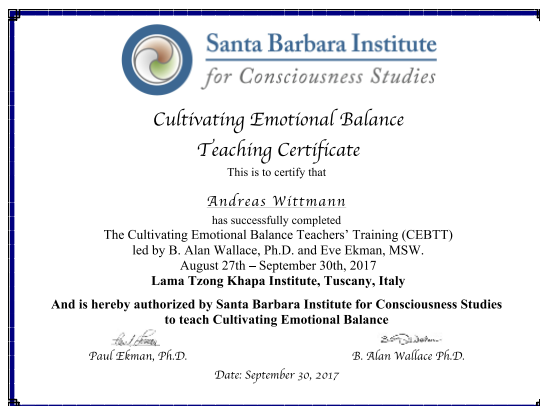 Santa Barbara Institute
for Consciousness Studies
Cultivating Emotional Balance
Teaching Certificate
This is to certify that
Andreas Wittmann
has successfully completed
The Cultivating Emotional Balance Teachers' Training (CEBTT)
led by B. Alan Wallace, Ph.D. and Eve Ekman, MSW.
August 27th – September 30th, 2017
Lama Tzong Khapa Institute, Tuscany, Italy
And is hereby authorized by Santa Barbara Institute for Consciousness Studies
to teach Cultivating Emotional Balance
Paul Ekman, Ph.D.
B. Alan Wallace Ph.D.
Date: September 30, 2017